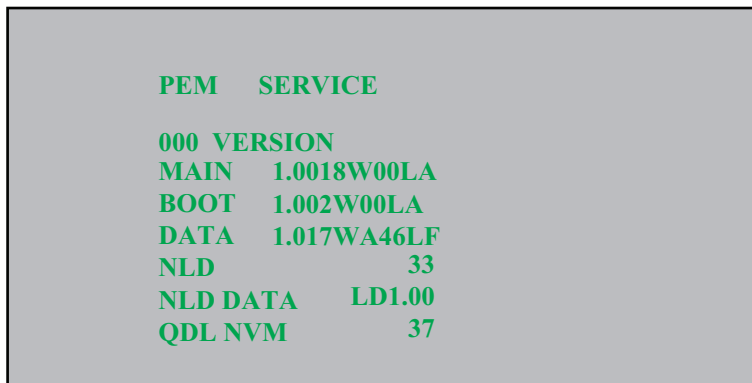 PEM SERVICE
000 VERSION
MAIN 1.0018W00LA
BOOT 1.002W00LA
DATA 1.017WA46LF
NLD 33
NLD DATA LD1.00
QDL NVM 37